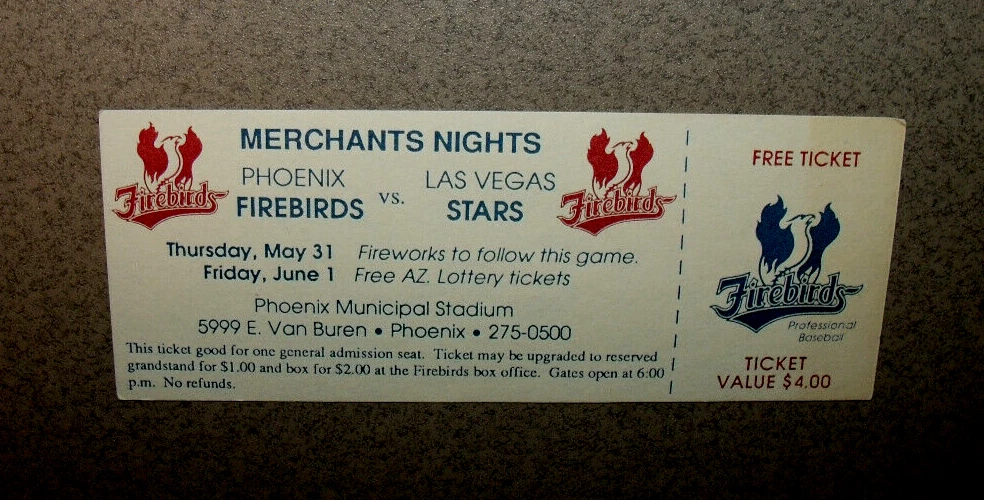 MERCHANTS NIGHTS
Firebirds
PHOENIX FIREBIRDS
vs.
LAS VEGAS STARS
Firebirds
Thursday, May 31 Fireworks to follow this game.
Friday, June 1 Free AZ. Lottery tickets
Phoenix Municipal Stadium
5999 E. Van Buren • Phoenix • 275-0500
This ticket good for one general admission seat. Ticket may be upgraded to reserved
grandstand for $1.00 and box for $2.00 at the Firebirds box office. Gates open at 6:00
p.m. No refunds.
FREE TICKET
Firebirds
Professional
Baseball
TICKET
VALUE $4.00